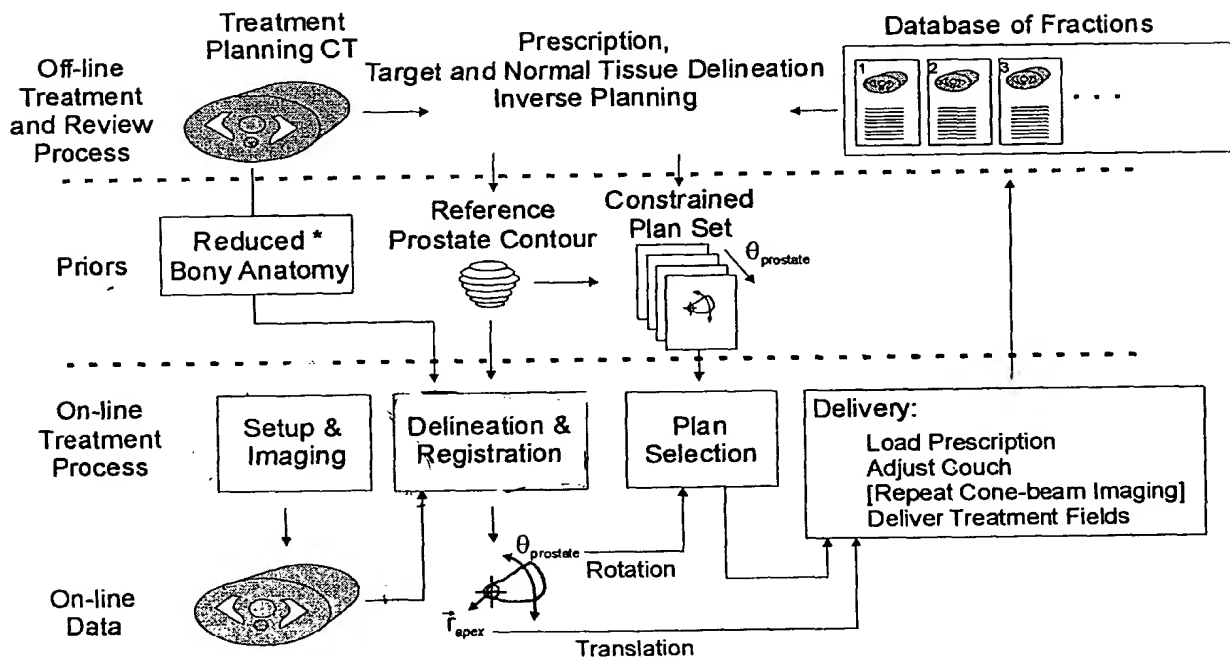 Treatment
Planning CT
Prescription,
Target and Normal Tissue Delineation
Inverse Planning
Database of Fractions
1
2
3
. . .
Off-line
Treatment
and Review
Process
Priors
Reduced *
Bony Anatomy
Reference
Prostate Contour
Constrained
Plan Set
θprostate
On-line
Treatment
Process
Setup &
Imaging
Delineation &
Registration
Plan
Selection
Delivery:
Load Prescription
Adjust Couch
[Repeat Cone-beam Imaging]
Deliver Treatment Fields
On-line
Data
θprostate
Rotation
r⃗apex
Translation